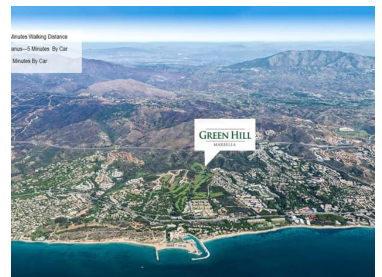 Minutes Walking Distance
anus—5 Minutes By Car
Minutes By Car
GREEN HILL
MARBELLA